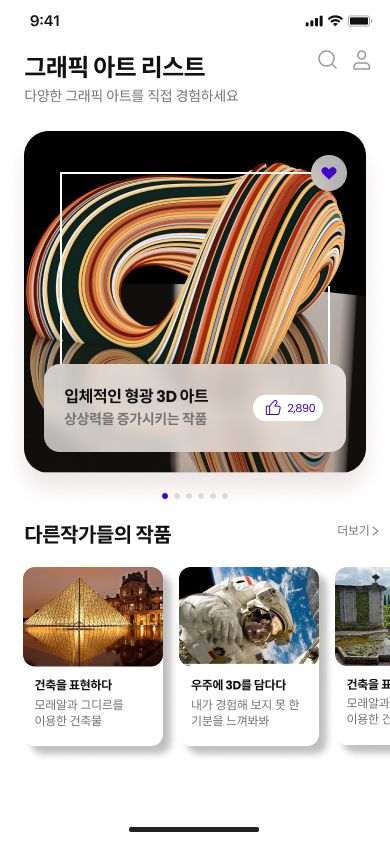 9:41
그래픽 아트 리스트
다양한 그래픽 아트를 직접 경험하세요
입체적인 형광 3D 아트
상상력을 증가시키는 작품
2,890
다른작가들의 작품
더보기
건축을 표현하다
모래알과 그디르를
이용한 건축물
우주에 3D를 담다다
내가 경험해 보지 못 한
기분을 느껴봐봐
건축을 표
모래알과
이용한 건